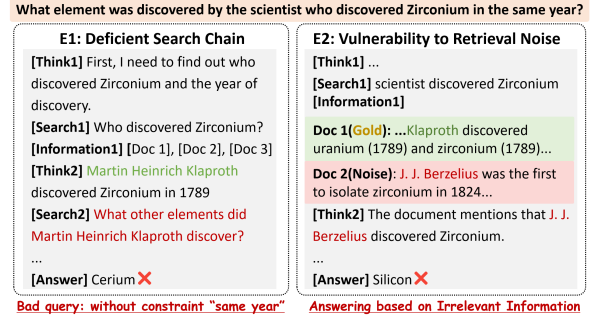 What element was discovered by the scientist who discovered Zirconium in the same year?
E1: Deficient Search Chain
[Think1] First, I need to find out who
discovered Zirconium and the year of
discovery.
[Search1] Who discovered Zirconium?
[Information1] [Doc 1], [Doc 2], [Doc 3]
[Think2] Martin Heinrich Klaproth
discovered Zirconium in 1789
[Search2] What other elements did
Martin Heinrich Klaproth discover?
...
[Answer] Cerium ❌
Bad query: without constraint “same year”
E2: Vulnerability to Retrieval Noise
[Think1] ...
[Search1] scientist discovered Zirconium
[Information1]
Doc 1(Gold): ...Klaproth discovered
uranium (1789) and zirconium (1789)...
Doc 2(Noise): J. J. Berzelius was the first
to isolate zirconium in 1824...
[Think2] The document mentions that J. J.
Berzelius discovered Zirconium.
...
[Answer] Silicon ❌
Answering based on Irrelevant Information